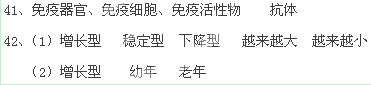 41、免疫器官、免疫细胞、免疫活性物 抗体
42、（1）增长型 稳定型 下降型 越来越大 越来越小
（2）增长型 幼年 老年